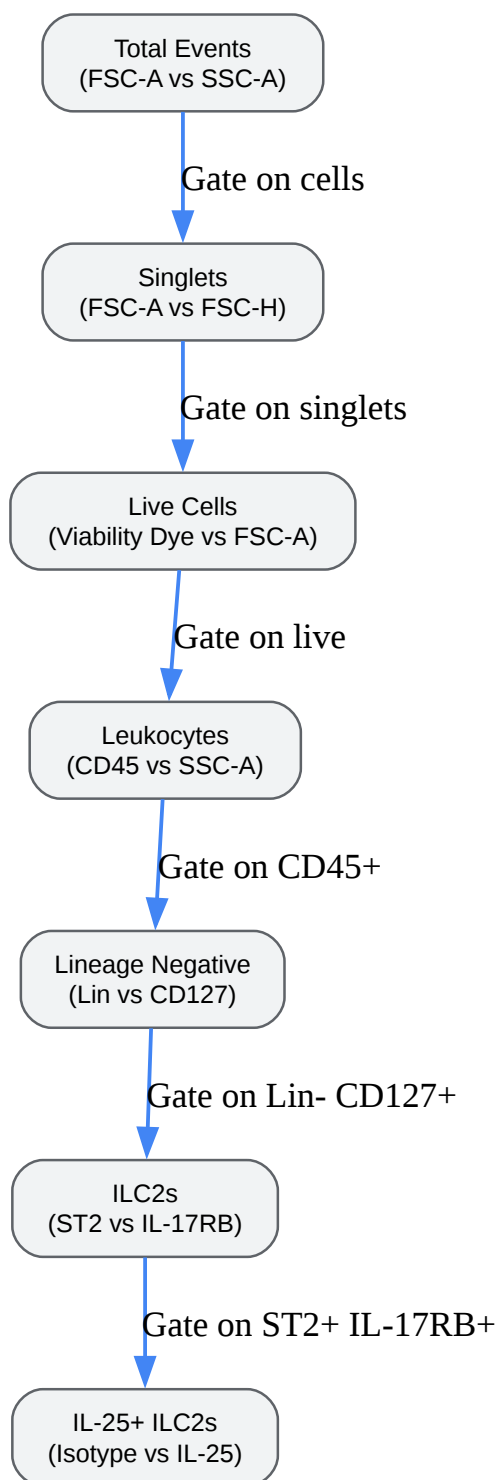 Total Events
(FSC-A vs SSC-A)
Gate on cells
Singlets
(FSC-A vs FSC-H)
Gate on singlets
Live Cells
(Viability Dye vs FSC-A)
Gate on live
Leukocytes
(CD45 vs SSC-A)
Gate on CD45+
Lineage Negative
(Lin vs CD127)
Gate on Lin- CD127+
ILC2s
(ST2 vs IL-17RB)
Gate on ST2+ IL-17RB+
IL-25+ ILC2s
(Isotype vs IL-25)